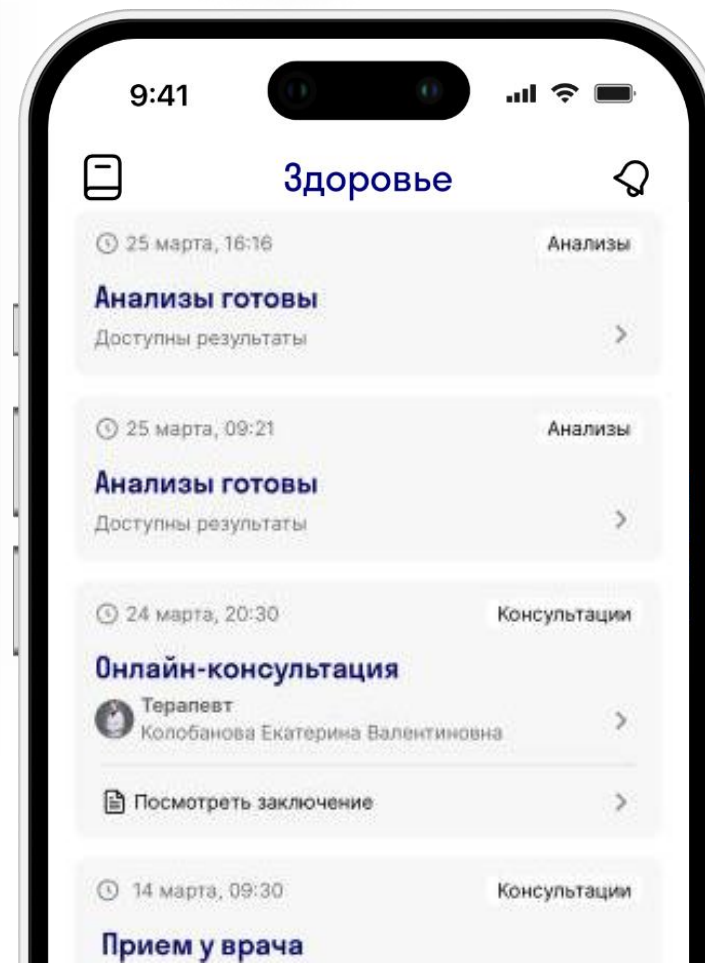 9:41
Здоровье
25 марта, 16:16 Анализы
Анализы готовы
Доступны результаты
25 марта, 09:21 Анализы
Анализы готовы
Доступны результаты
24 марта, 20:30 Консультации
Онлайн-консультация
Терапевт
Колобанова Екатерина Валентиновна
Посмотреть заключение
14 марта, 09:30 Консультации
Прием у врача